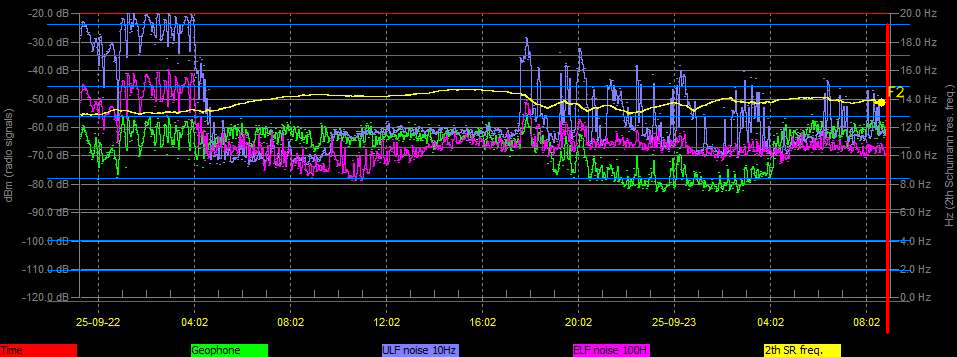 -20.0 dB 20.0 Hz
-30.0 dB 18.0 Hz
-40.0 dB 16.0 Hz
-50.0 dB 14.0 Hz
F2
-60.0 dB 12.0 Hz
-70.0 dB 10.0 Hz
-80.0 dB 8.0 Hz
-90.0 dB 6.0 Hz
-100.0 dB 4.0 Hz
-110.0 dB 2.0 Hz
-120.0 dB 0.0 Hz
dBm (radio signals)
Hz (2th Schumann res. freq.)
25-09-22 04:02 08:02 12:02 16:02 20:02 25-09-23 04:02 08:02
Time Geophone ULF noise 10Hz ELF noise 100H 2th SR freq.